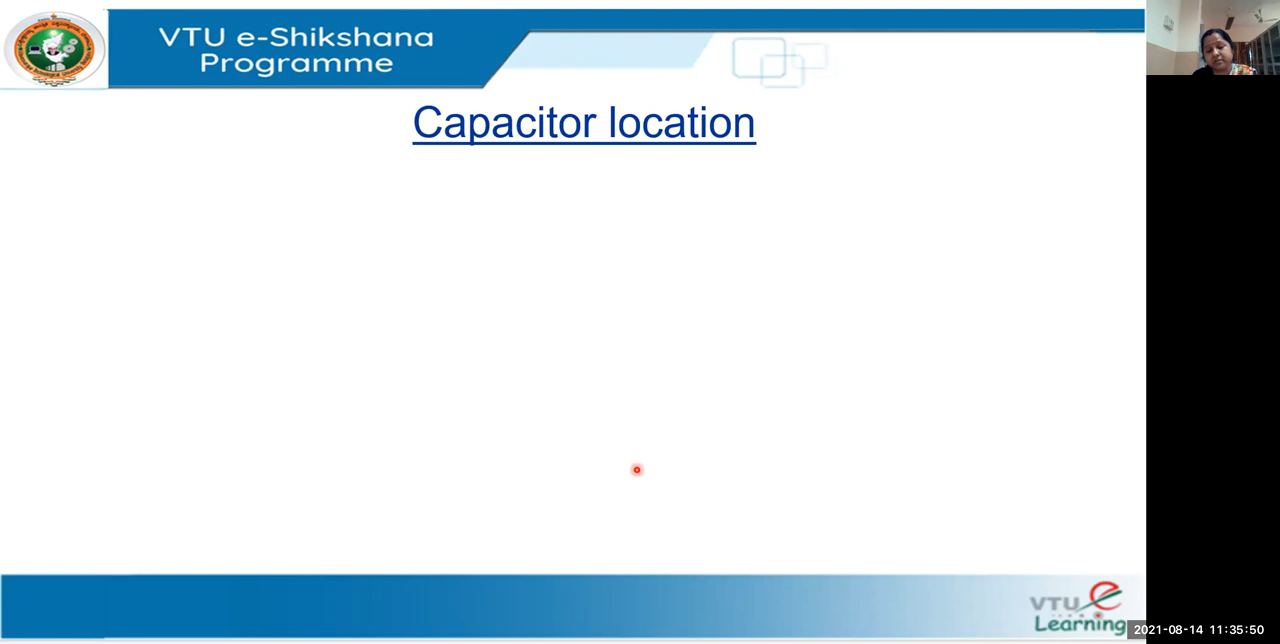 VTU e-Shikshana
Programme
Capacitor location
VTU e
Learning
2021-08-14 11:35:50